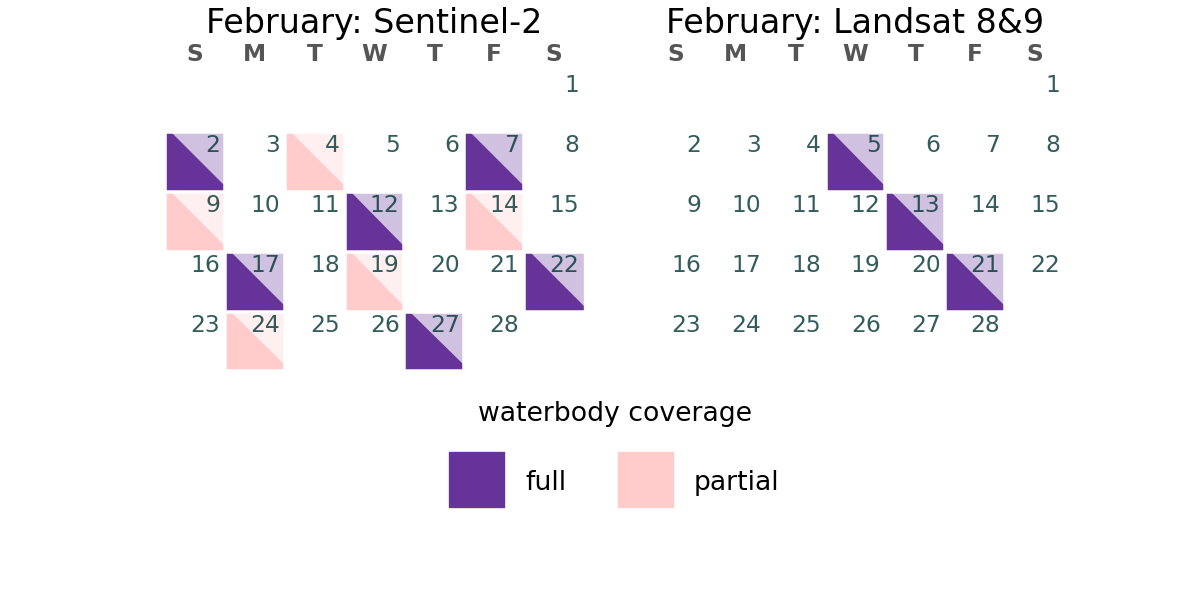 February: Sentinel-2
S M T W T F S
1
2 3 4 5 6 7 8
9 10 11 12 13 14 15
16 17 18 19 20 21 22
23 24 25 26 27 28
February: Landsat 8&9
S M T W T F S
1
2 3 4 5 6 7 8
9 10 11 12 13 14 15
16 17 18 19 20 21 22
23 24 25 26 27 28
waterbody coverage
full partial